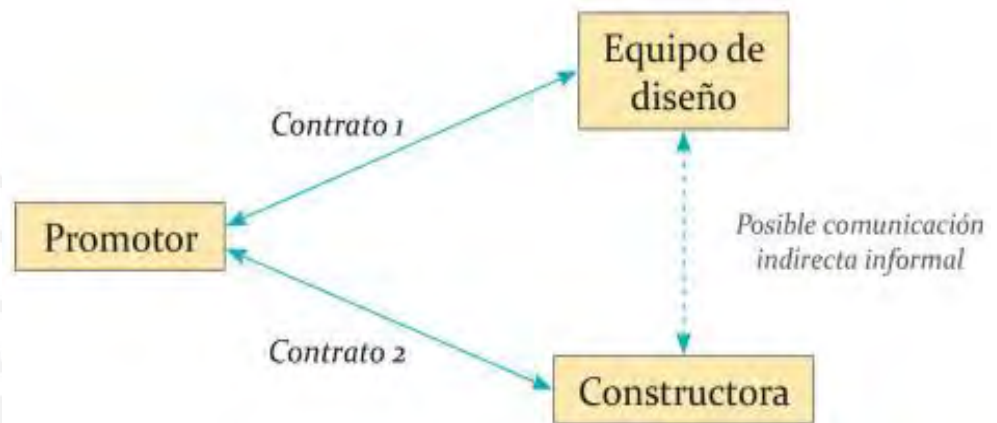 Equipo de
diseño
Contrato 1
Promotor
Posible comunicación
indirecta informal
Contrato 2
Constructora